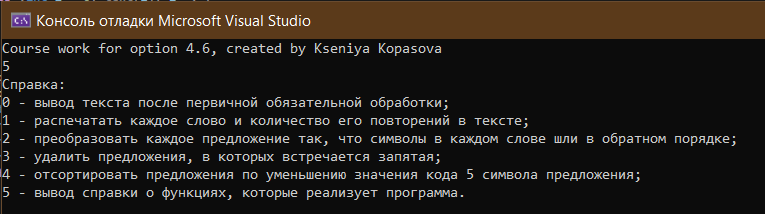 Консоль отладки Microsoft Visual Studio
Course work for option 4.6, created by Kseniya Kopasova
5
Справка:
0 - вывод текста после первичной обязательной обработки;
1 - распечатать каждое слово и количество его повторений в тексте;
2 - преобразовать каждое предложение так, что символы в каждом слове шли в обратном порядке;
3 - удалить предложения, в которых встречается запятая;
4 - отсортировать предложения по уменьшению значения кода 5 символа предложения;
5 - вывод справки о функциях, которые реализует программа.